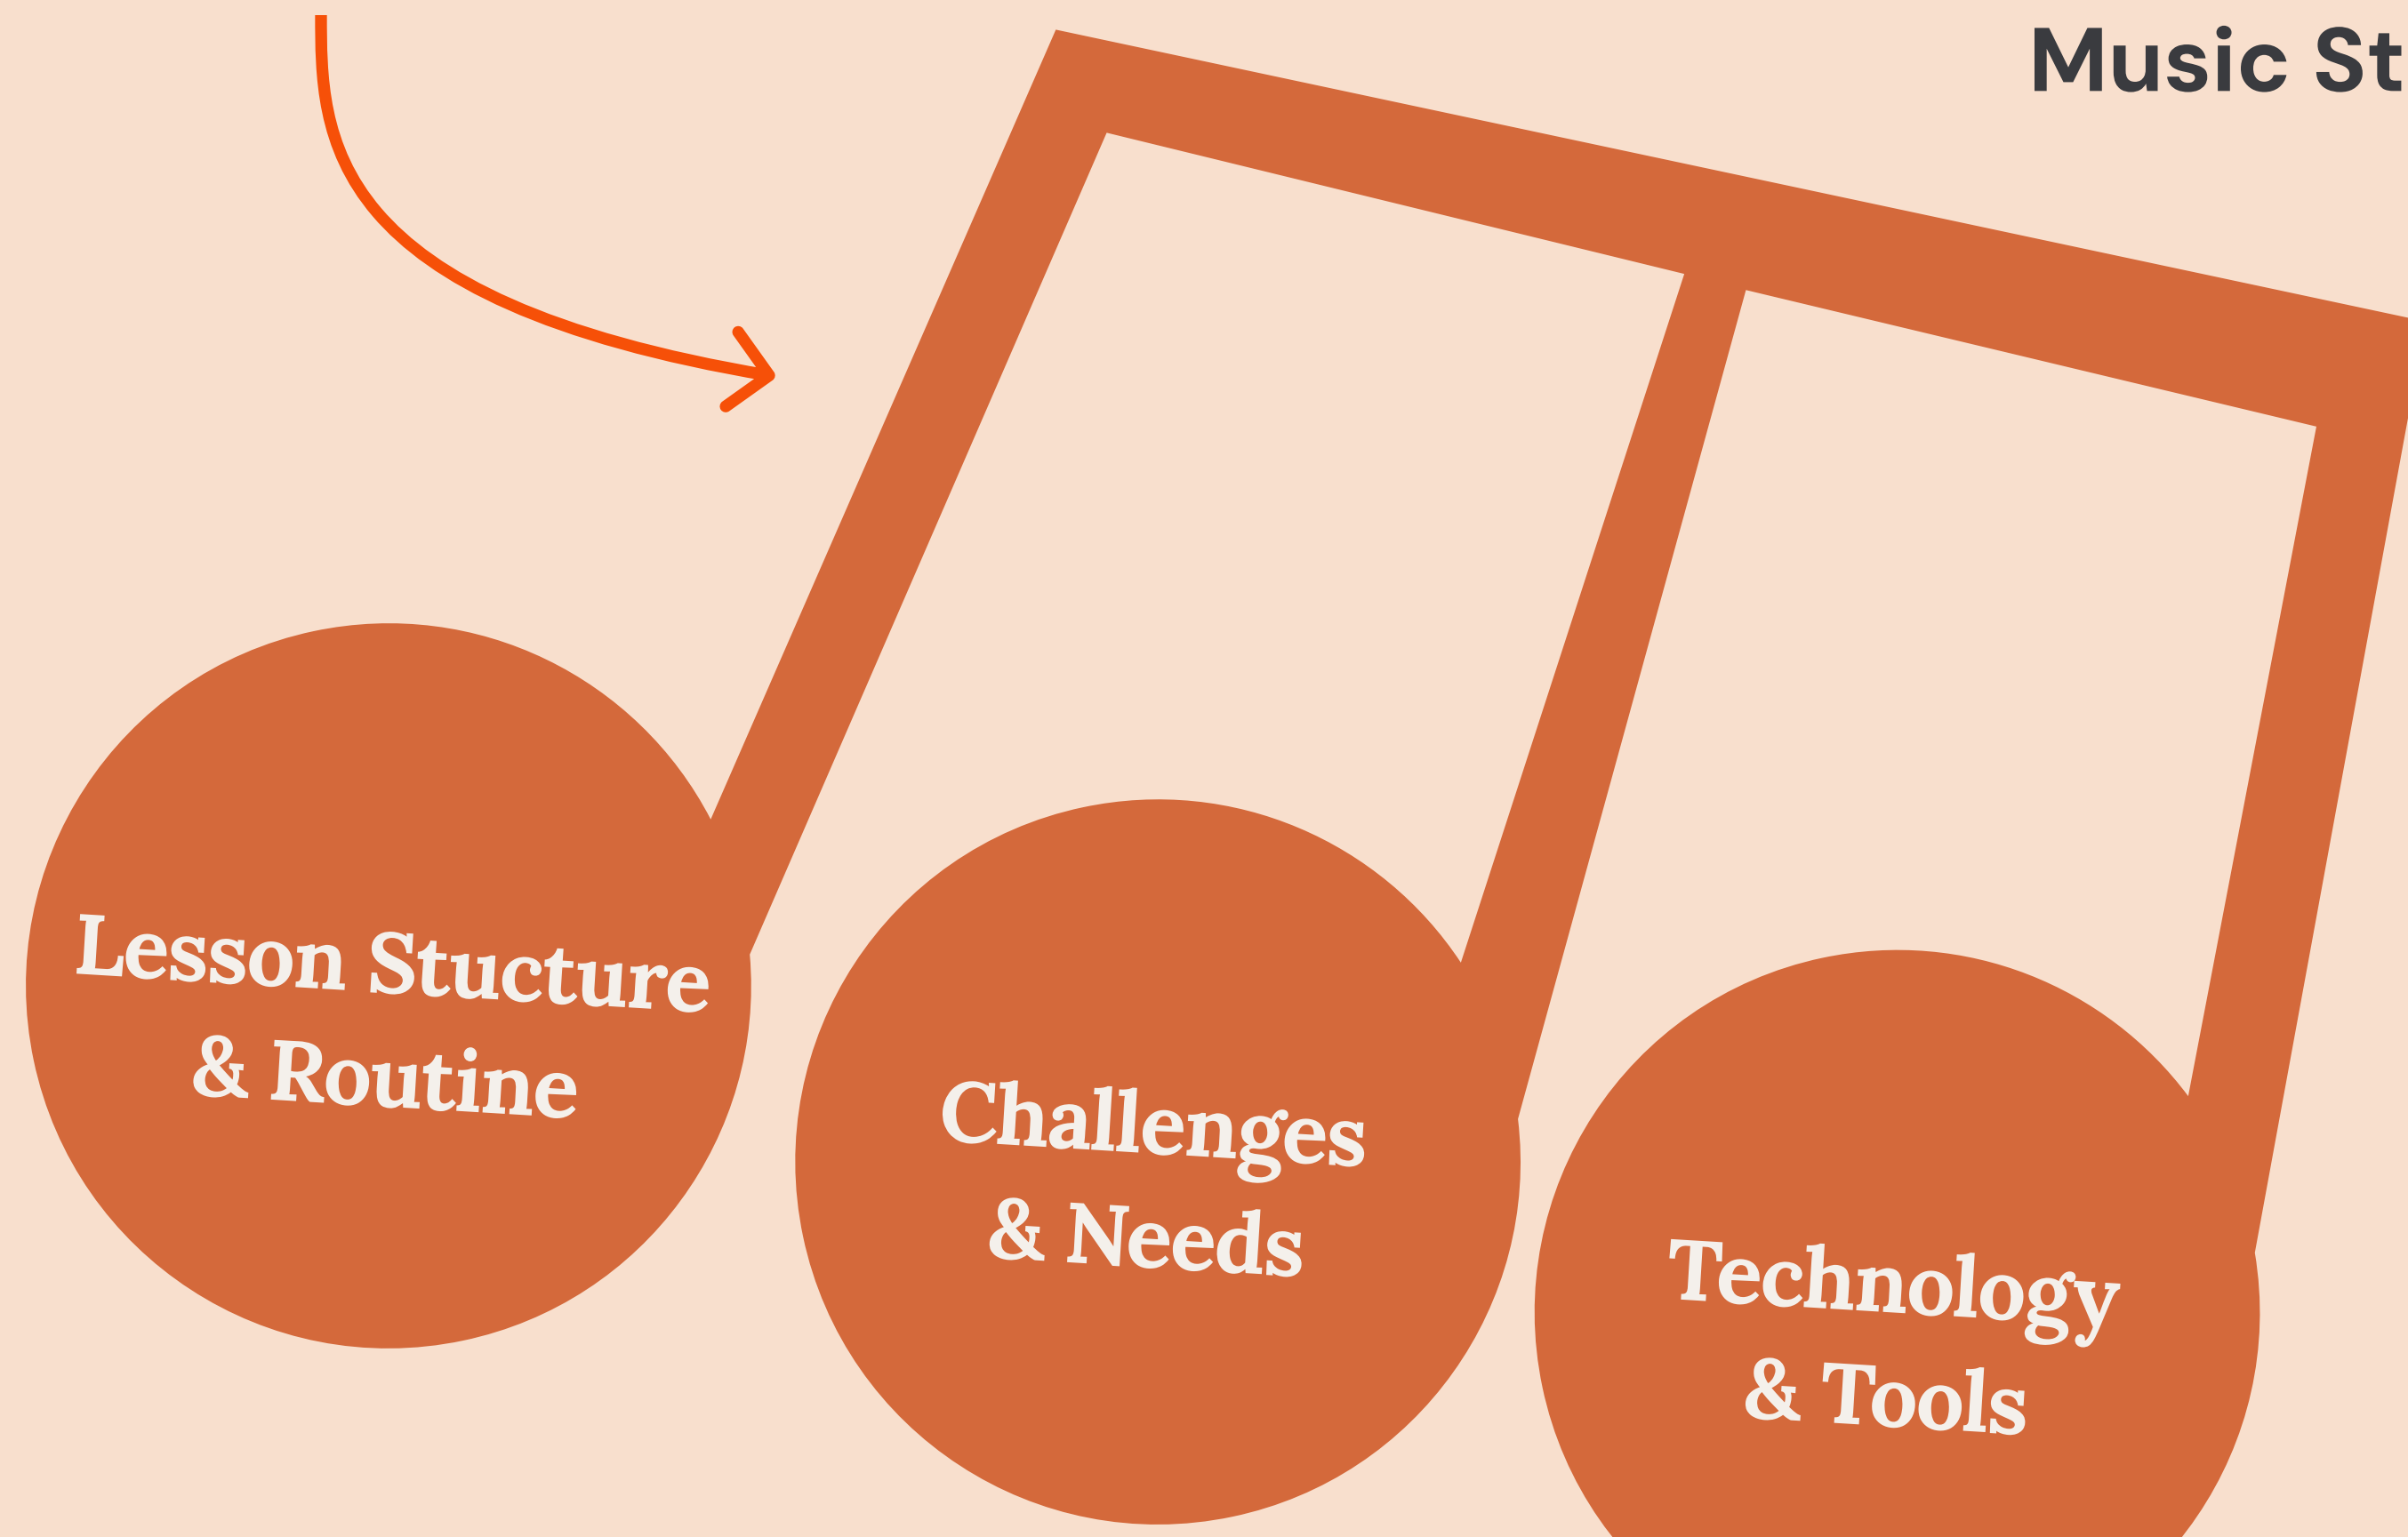 Music St
Lesson Stucture
& Routine
Challenges
& Needs
Technology
& Tools